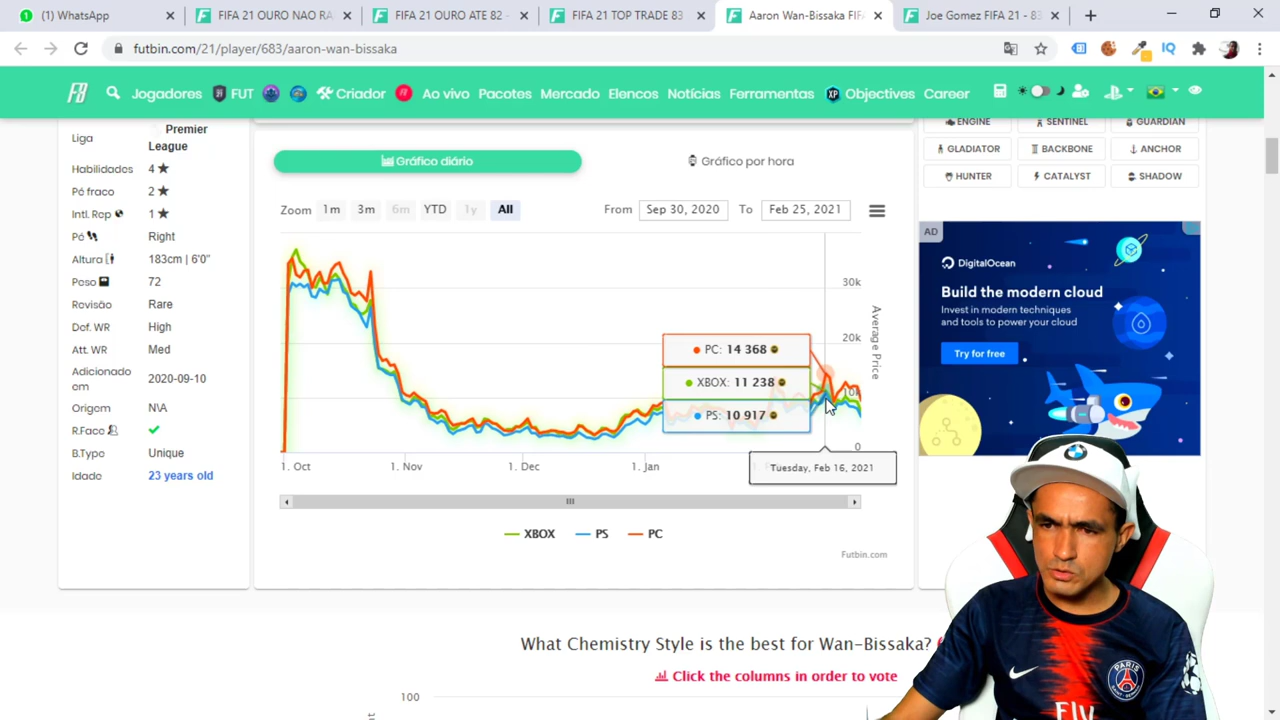 (1) WhatsApp
FIFA 21 OURO NAO RA
FIFA 21 OURO ATE 82 -
FIFA 21 TOP TRADE 83
Aaron Wan-Bissaka FIFA
Joe Gomez FIFA 21 - 83
futbin.com/21/player/683/aaron-wan-bissaka
IQ
Jogadores
FUT
Criador
Ao vivo
Pacotes
Mercado
Elencos
Notícias
Ferramentas
XP
Objectives
Career
Liga
Premier
League
Habilidades 4
Pé fraco 2
Intl. Rep 1
Pé Right
Altura 183cm | 6'0"
Peso 72
Revisão Rare
Def. WR High
Att. WR Med
Adicionado
em
2020-09-10
Origem N\A
R.Face
B.Type Unique
Idade 23 years old
Gráfico diário
Gráfico por hora
Zoom 1m 3m 6m YTD 1y All
From Sep 30, 2020 To Feb 25, 2021
30k
20k
0
Average Price
PC: 14 368
XBOX: 11 238
PS: 10 917
1. Oct
1. Nov
1. Dec
1. Jan
Tuesday, Feb 16, 2021
XBOX
PS
PC
Futbin.com
ENGINE
SENTINEL
GUARDIAN
GLADIATOR
BACKBONE
ANCHOR
HUNTER
CATALYST
SHADOW
AD
DigitalOcean
Build the modern cloud
Invest in modern techniques
and tools to power your cloud
Try for free
What Chemistry Style is the best for Wan-Bissaka?
Click the columns in order to vote
100
PARIS